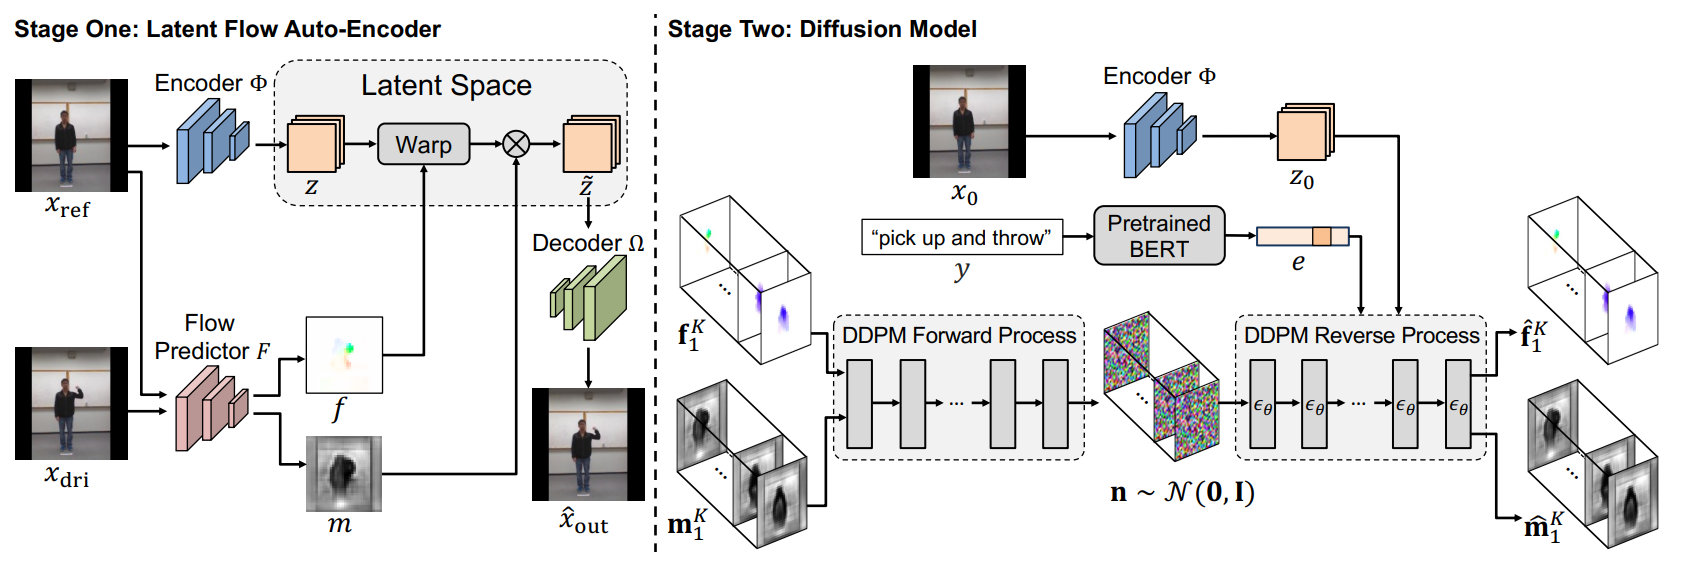 Stage One: Latent Flow Auto-Encoder
Encoder Φ
Latent Space
Warp
z
z̃
x_ref
Decoder Ω
Flow
Predictor F
f
x_dri
m
x̂_out
Stage Two: Diffusion Model
Encoder Φ
x_0
z_0
"pick up and throw"
y
Pretrained
BERT
e
...
f_1^K
DDPM Forward Process
...
...
m_1^K
...
n ~ 𝒩(0, I)
DDPM Reverse Process
ϵ_θ
ϵ_θ
...
ϵ_θ
ϵ_θ
...
f̂_1^K
...
m̂_1^K